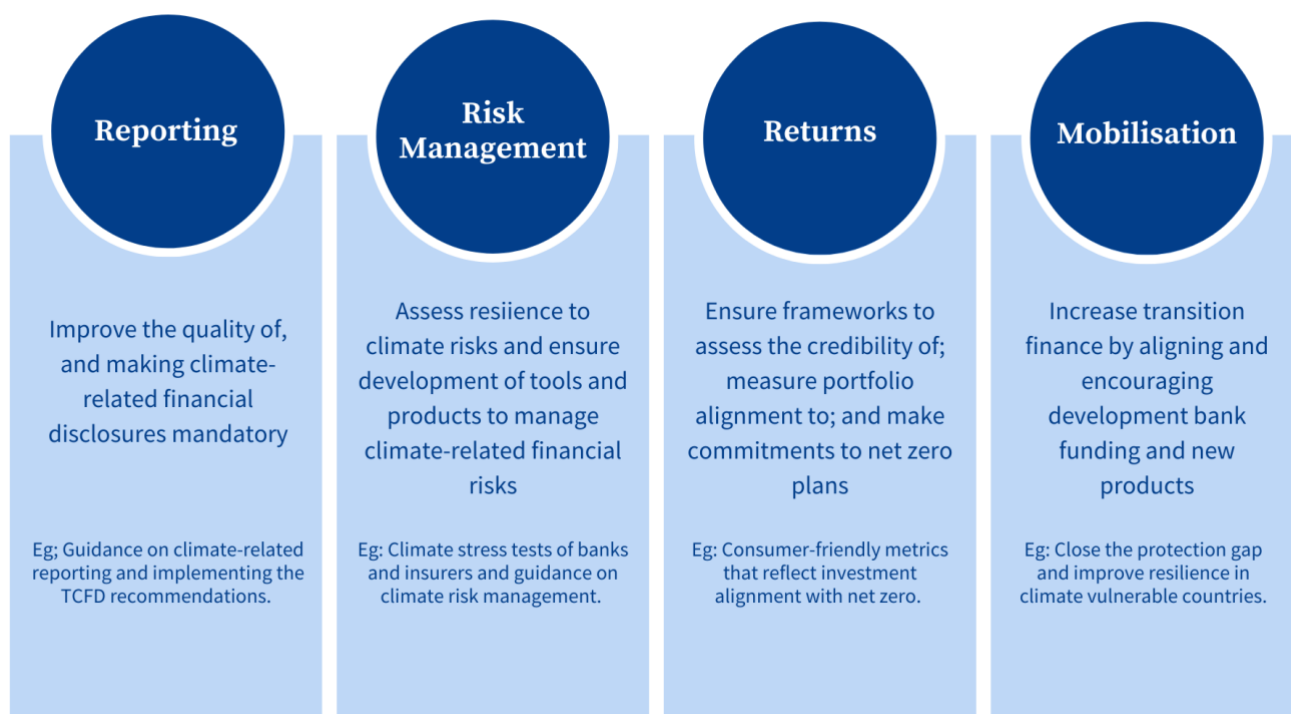 Reporting
Improve the quality of,
and making climate-
related financial
disclosures mandatory
Eg; Guidance on climate-related
reporting and implementing the
TCFD recommendations.
Risk
Management
Assess resiience to
climate risks and ensure
development of tools and
products to manage
climate-related financial
risks
Eg: Climate stress tests of banks
and insurers and guidance on
climate risk management.
Returns
Ensure frameworks to
assess the credibility of;
measure portfolio
alignment to; and make
commitments to net zero
plans
Eg: Consumer-friendly metrics
that reflect investment
alignment with net zero.
Mobilisation
Increase transition
finance by aligning and
encouraging
development bank
funding and new
products
Eg: Close the protection gap
and improve resilience in
climate vulnerable countries.